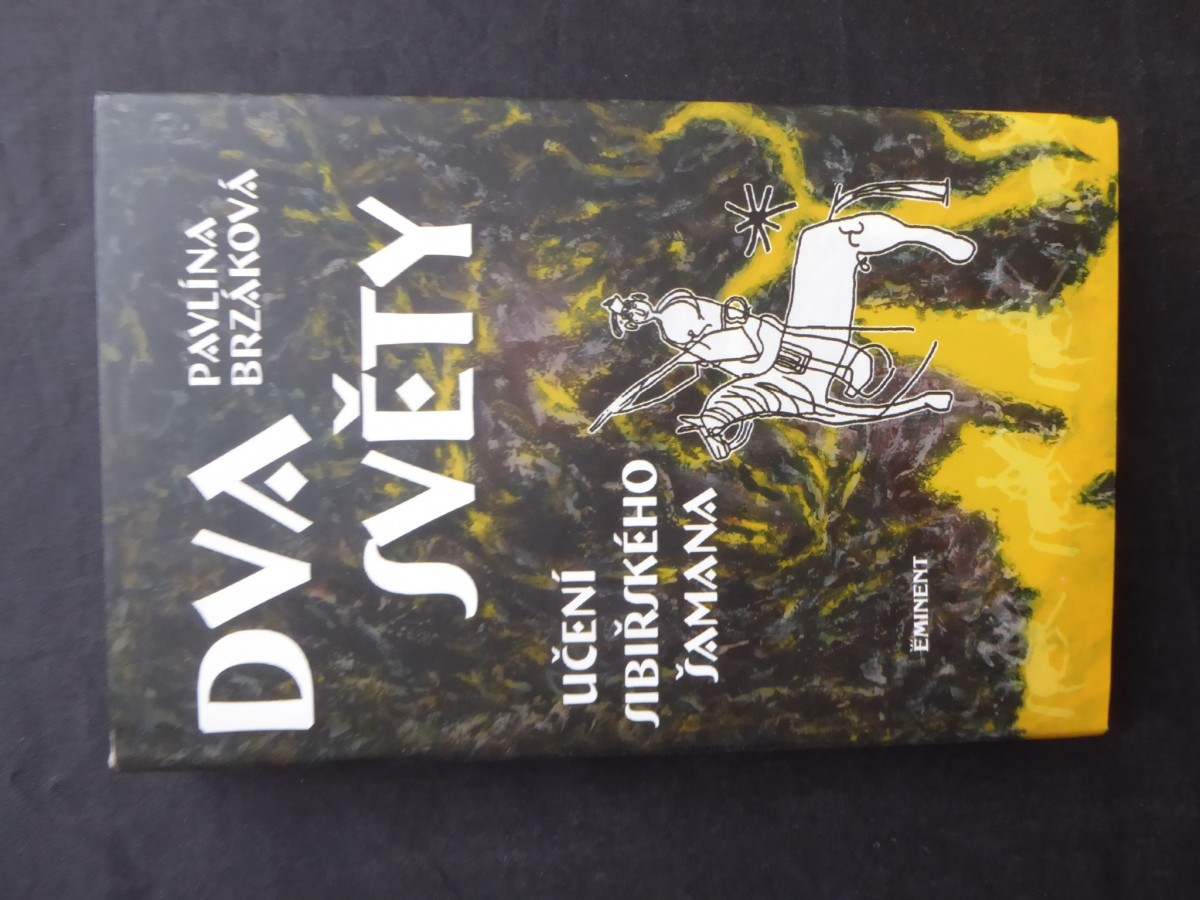 PAVLÍNA
BRZÁKOVÁ
DVA
SVĚTY
UČENÍ
SIBIŘSKÉHO
ŠAMANA
EMINENT